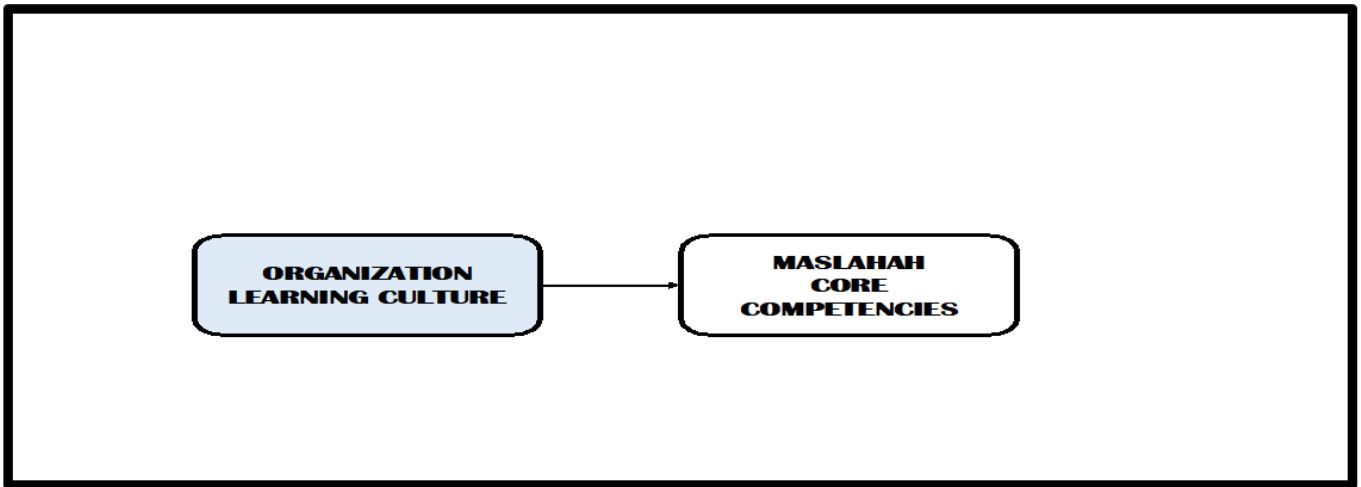 ORGANIZATION
LEARNING CULTURE
MASLAHAH
CORE
COMPETENCIES